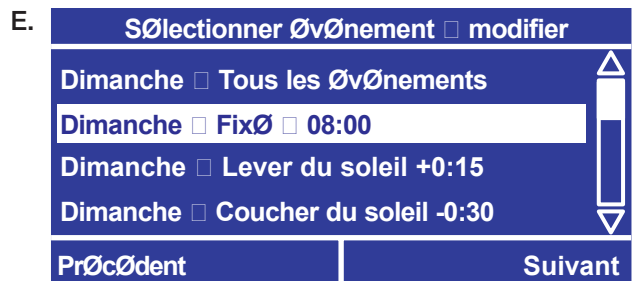 E.
SØlectionner ØvØnement □ modifier
Dimanche □ Tous les ØvØnements
Dimanche □ FixØ □ 08:00
Dimanche □ Lever du soleil +0:15
Dimanche □ Coucher du soleil -0:30
PrØcØdent
Suivant